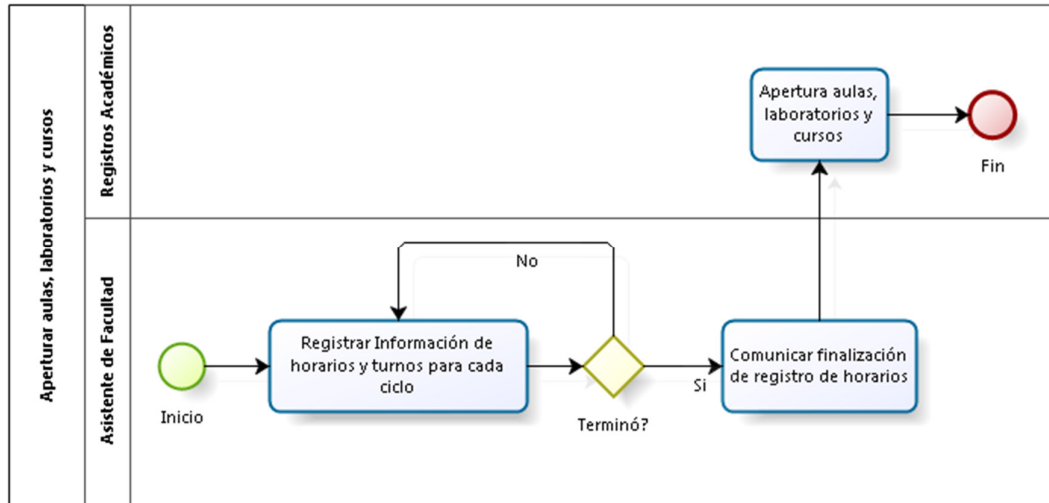 Aperturar aulas, laboratorios y cursos
Registros Académicos
Apertura aulas,
laboratorios y
cursos
Fin
Asistente de Facultad
Inicio
Registrar Información de
horarios y turnos para cada
ciclo
No
Terminó?
Si
Comunicar finalización
de registro de horarios